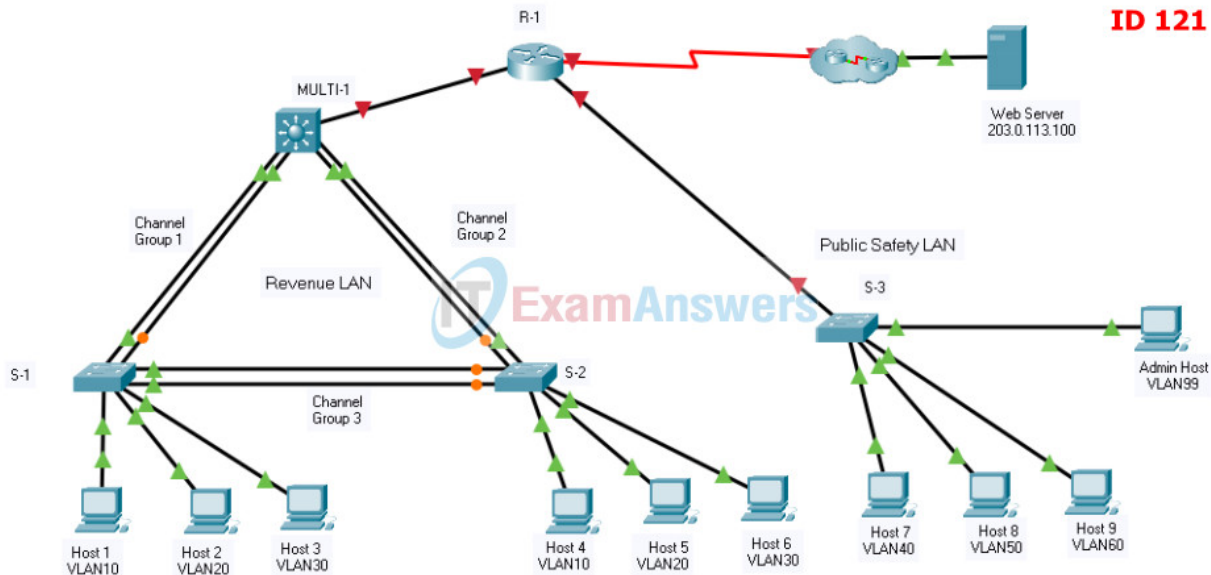 R-1
ID 121
MULTI-1
Web Server
203.0.113.100
Channel
Group 1
Channel
Group 2
Public Safety LAN
Revenue LAN
S-3
IT ExamAnswers
S-1
S-2
Channel
Group 3
Admin Host
VLAN99
Host 1
VLAN10
Host 2
VLAN20
Host 3
VLAN30
Host 4
VLAN10
Host 5
VLAN20
Host 6
VLAN30
Host 7
VLAN40
Host 8
VLAN50
Host 9
VLAN60